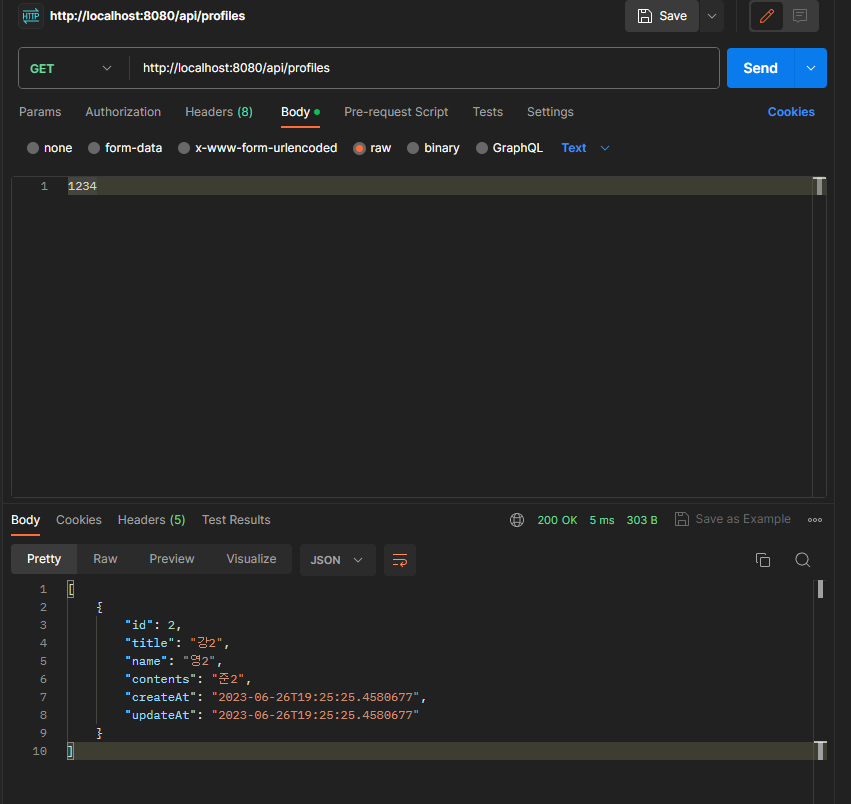 HTTP http://localhost:8080/api/profiles Save
GET http://localhost:8080/api/profiles Send
Params Authorization Headers (8) Body Pre-request Script Tests Settings Cookies
none form-data x-www-form-urlencoded raw binary GraphQL Text
1 1234
Body Cookies Headers (5) Test Results 200 OK 5 ms 303 B Save as Example
Pretty Raw Preview Visualize JSON
1 [
2 {
3 "id": 2,
4 "title": "강2",
5 "name": "영2",
6 "contents": "준2",
7 "createAt": "2023-06-26T19:25:25.4580677",
8 "updateAt": "2023-06-26T19:25:25.4580677"
9 }
10 ]